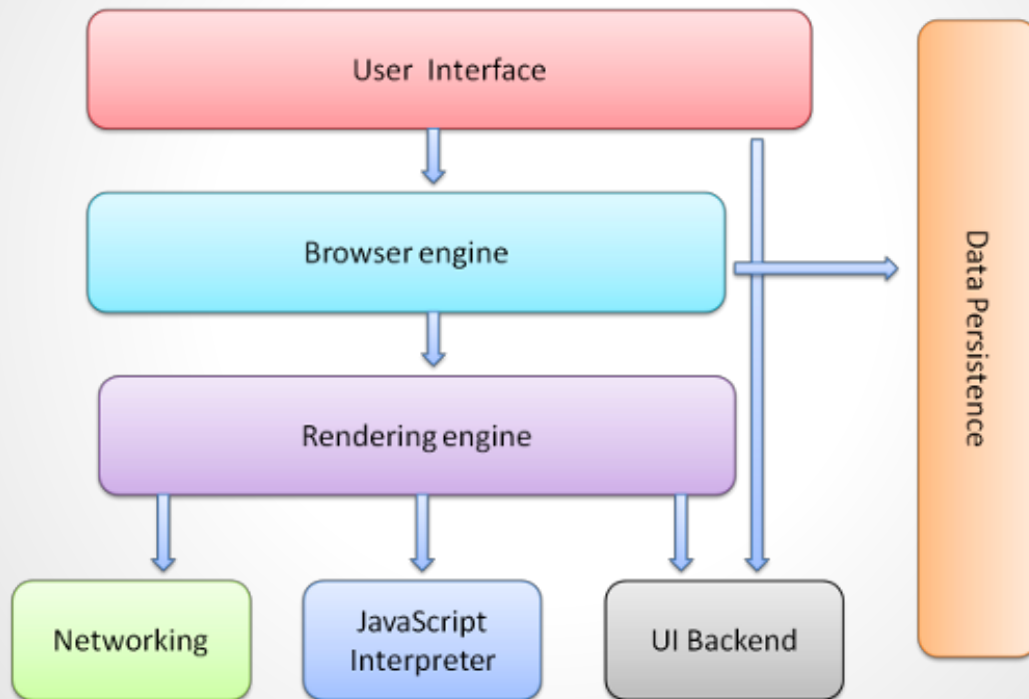 User Interface
Browser engine
Data Persistence
Rendering engine
Networking
JavaScript
Interpreter
UI Backend